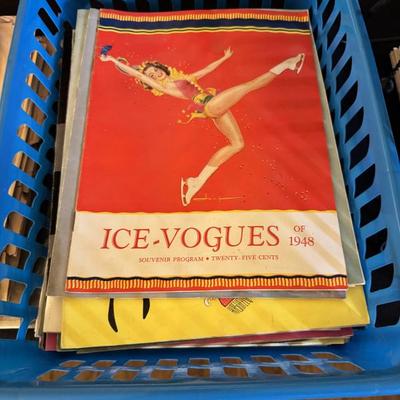 ICE-VOGUES OF 1948
SOUVENIR PROGRAM • TWENTY-FIVE CENTS